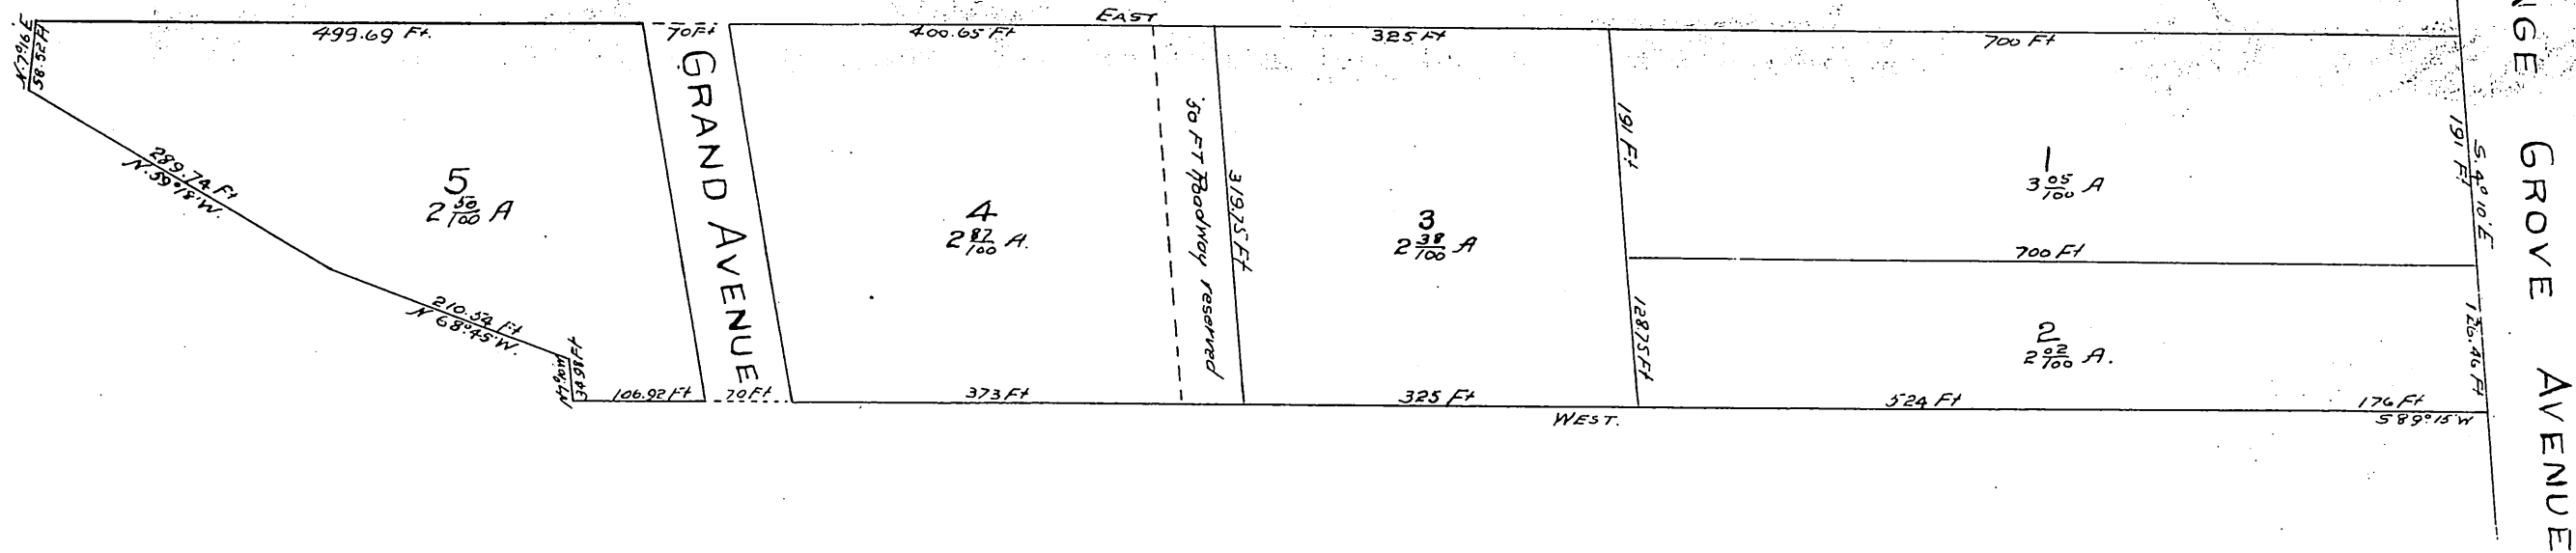 EAST
499.69 Ft.
70 Ft
400.65 Ft
325 Ft
700 Ft
N. 7° 16' E
58.52 Ft
289.74 Ft
N. 59° 18' W.
5
2 50/100 A
210.54 Ft
N 68° 45' W.
106.92 Ft
GRAND AVENUE
70 Ft
4
2 87/100 A.
373 Ft
50 FT Roadway reserved
319.75 Ft
3
2 38/100 A
325 Ft
191 Ft
128.75 Ft
1
3 05/100 A
700 Ft
2
2 02/100 A.
524 Ft
176 Ft
S 89° 15' W
WEST.
191 Ft
S. 4° 10' E
126.46 Ft
NGE GROVE AVENUE